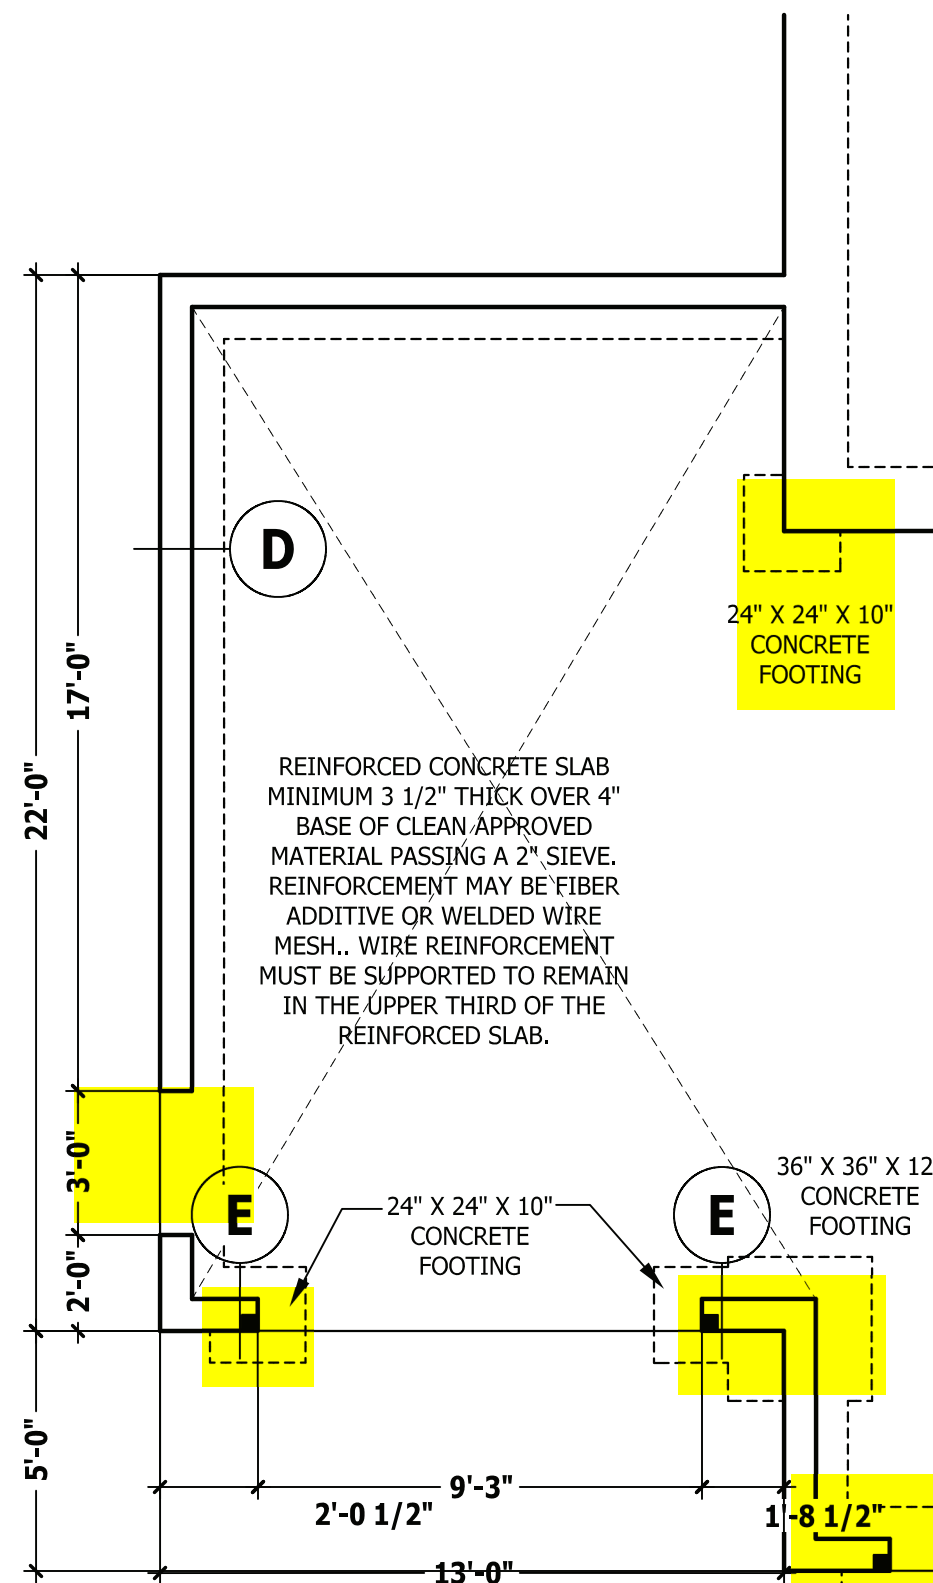 D
24" X 24" X 10"
CONCRETE
FOOTING
17'-0"
22'-0"
REINFORCED CONCRETE SLAB
MINIMUM 3 1/2" THICK OVER 4"
BASE OF CLEAN APPROVED
MATERIAL PASSING A 2" SIEVE.
REINFORCEMENT MAY BE FIBER
ADDITIVE OR WELDED WIRE
MESH.. WIRE REINFORCEMENT
MUST BE SUPPORTED TO REMAIN
IN THE UPPER THIRD OF THE
REINFORCED SLAB.
3'-0"
E
24" X 24" X 10"
CONCRETE
FOOTING
E
36" X 36" X 12
CONCRETE
FOOTING
2'-0"
5'-0"
9'-3"
2'-0 1/2"
1'-8 1/2"
13'-0"